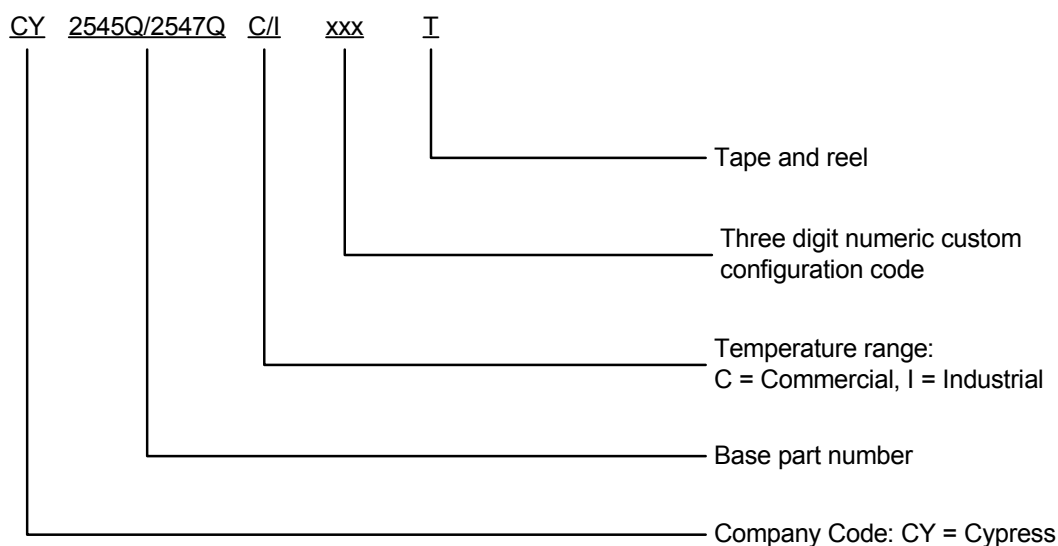 CY 2545Q/2547Q C/I xxx T
Tape and reel
Three digit numeric custom
configuration code
Temperature range:
C = Commercial, I = Industrial
Base part number
Company Code: CY = Cypress